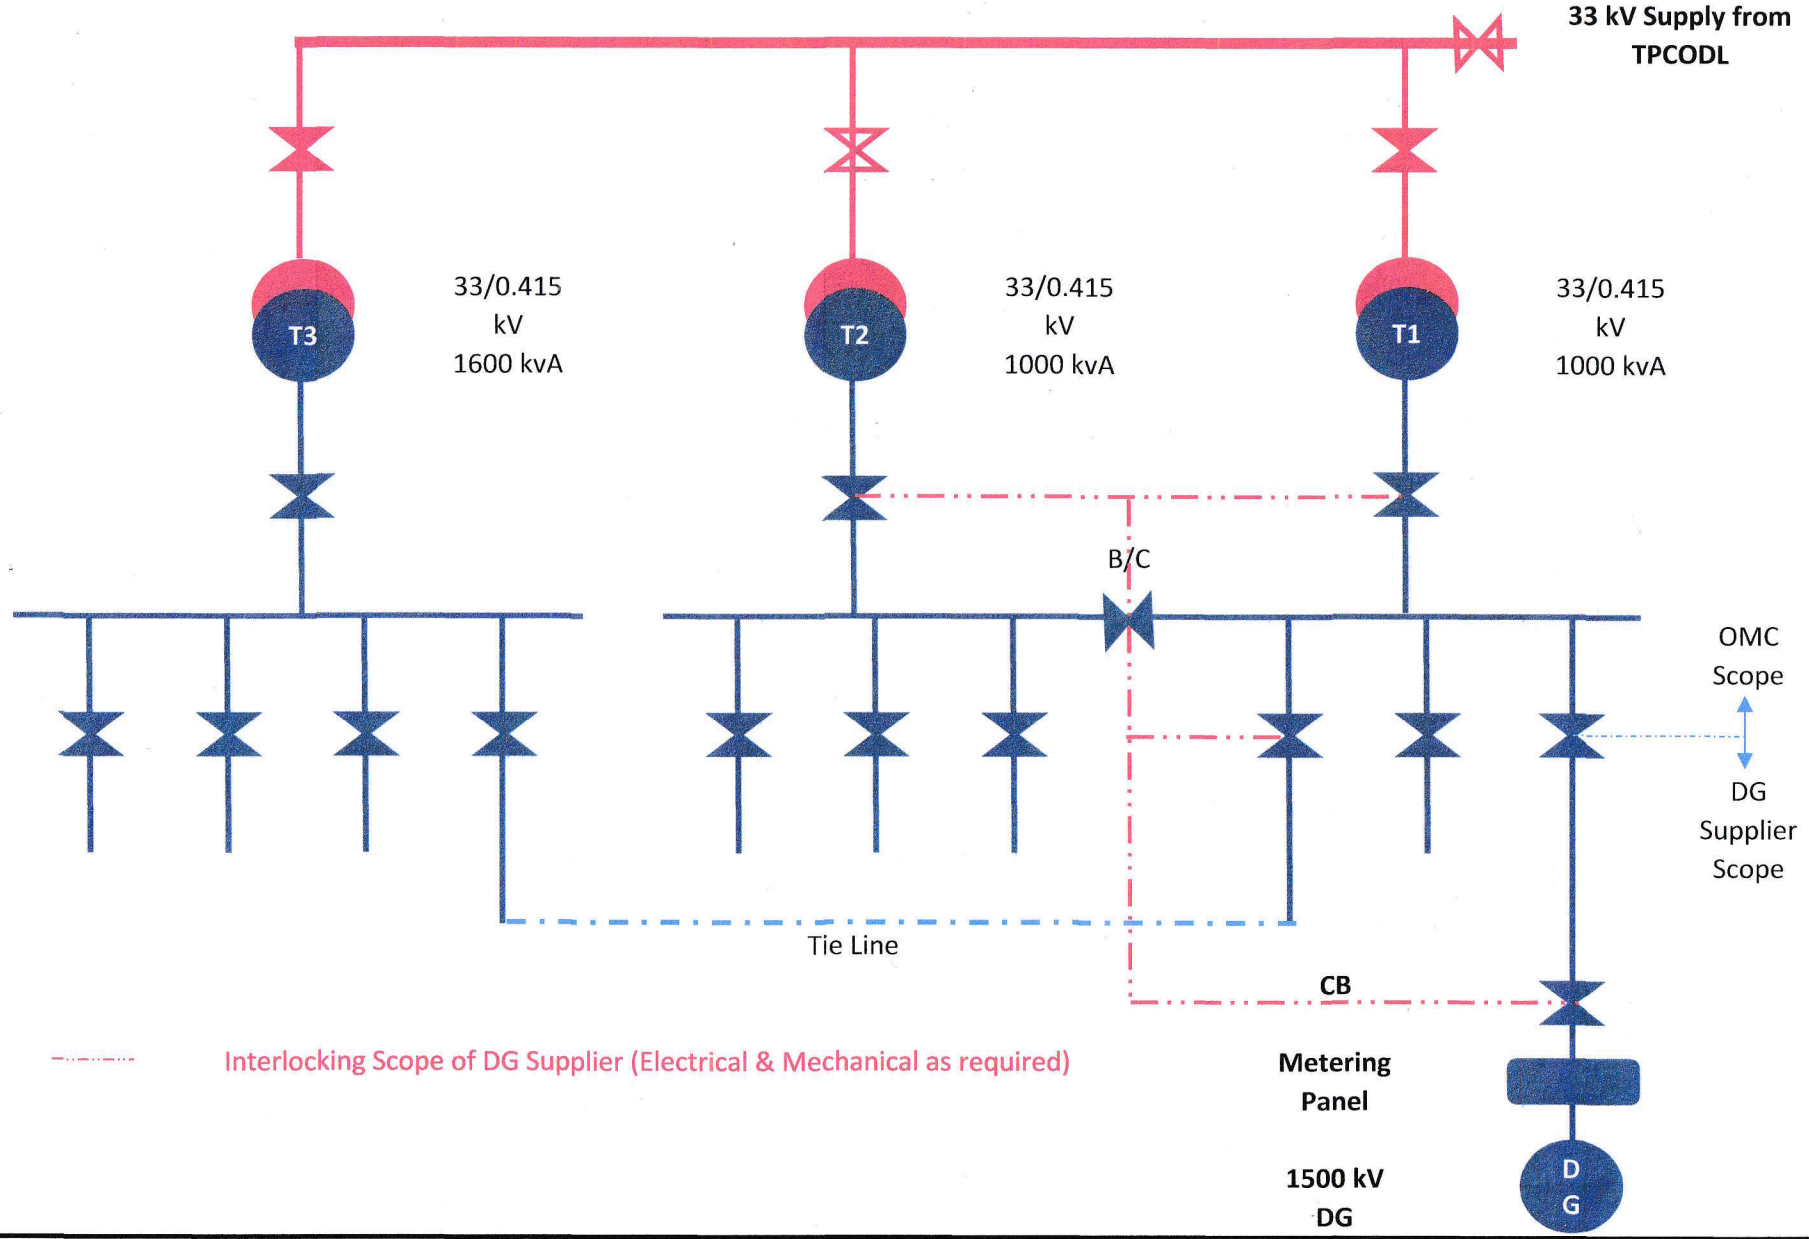 33 kV Supply from
TPCODL
33/0.415
kV
1600 kvA
33/0.415
kV
1000 kvA
33/0.415
kV
1000 kvA
T3
T2
T1
B/C
OMC
Scope
DG
Supplier
Scope
Tie Line
CB
Interlocking Scope of DG Supplier (Electrical & Mechanical as required)
Metering
Panel
1500 kV
DG
D
G